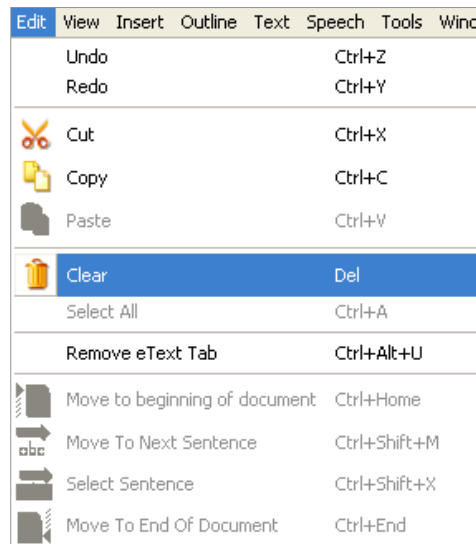 Edit View Insert Outline Text Speech Tools
Undo Ctrl+Z
Redo Ctrl+Y
Cut Ctrl+X
Copy Ctrl+C
Paste Ctrl+V
Clear Del
Select All Ctrl+A
Remove eText Tab Ctrl+Alt+U
Move to beginning of document Ctrl+Home
abc Move To Next Sentence Ctrl+Shift+M
Select Sentence Ctrl+Shift+X
Move To End Of Document Ctrl+End